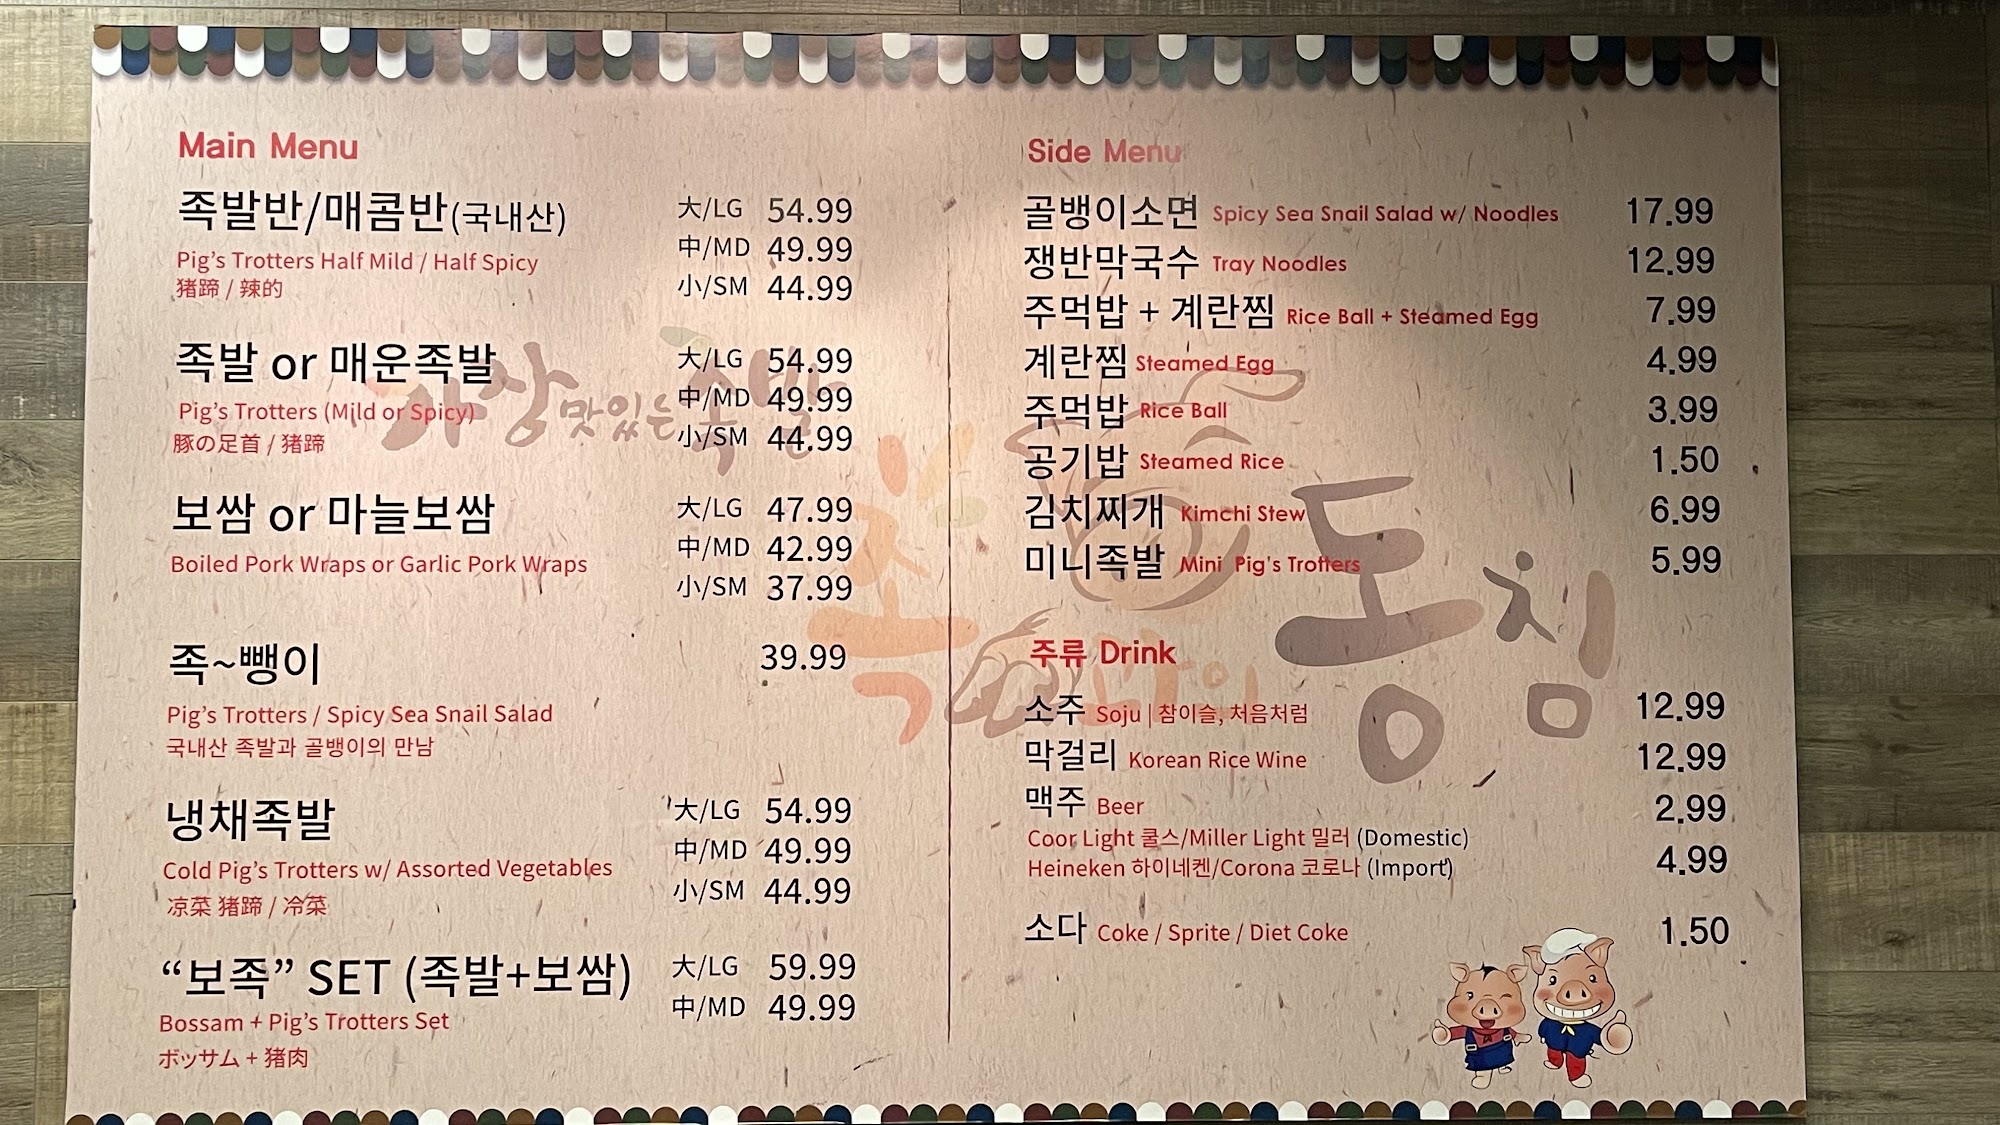 Main Menu
족발반/매콤반(국내산)
Pig's Trotters Half Mild / Half Spicy
猪蹄 / 辣的
大/LG 54.99
中/MD 49.99
小/SM 44.99
족발 or 매운족발
Pig's Trotters (Mild or Spicy)
豚の足首 / 猪蹄
大/LG 54.99
中/MD 49.99
小/SM 44.99
보쌈 or 마늘보쌈
Boiled Pork Wraps or Garlic Pork Wraps
大/LG 47.99
中/MD 42.99
小/SM 37.99
족~뺑이 39.99
Pig's Trotters / Spicy Sea Snail Salad
국내산 족발과 골뱅이의 만남
냉채족발
Cold Pig's Trotters w/ Assorted Vegetables
凉菜 猪蹄 / 冷菜
大/LG 54.99
中/MD 49.99
小/SM 44.99
“보족” SET (족발+보쌈)
Bossam + Pig's Trotters Set
ボッサム + 猪肉
大/LG 59.99
中/MD 49.99
가장 맛있는 족발
족 동침
Side Menu
골뱅이소면 Spicy Sea Snail Salad w/ Noodles 17.99
쟁반막국수 Tray Noodles 12.99
주먹밥 + 계란찜 Rice Ball + Steamed Egg 7.99
계란찜 Steamed Egg 4.99
주먹밥 Rice Ball 3.99
공기밥 Steamed Rice 1.50
김치찌개 Kimchi Stew 6.99
미니족발 Mini Pig's Trotters 5.99
주류 Drink
소주 Soju | 참이슬, 처음처럼 12.99
막걸리 Korean Rice Wine 12.99
맥주 Beer 2.99
Coor Light 쿨스/Miller Light 밀러 (Domestic)
Heineken 하이네켄/Corona 코로나 (Import) 4.99
소다 Coke / Sprite / Diet Coke 1.50